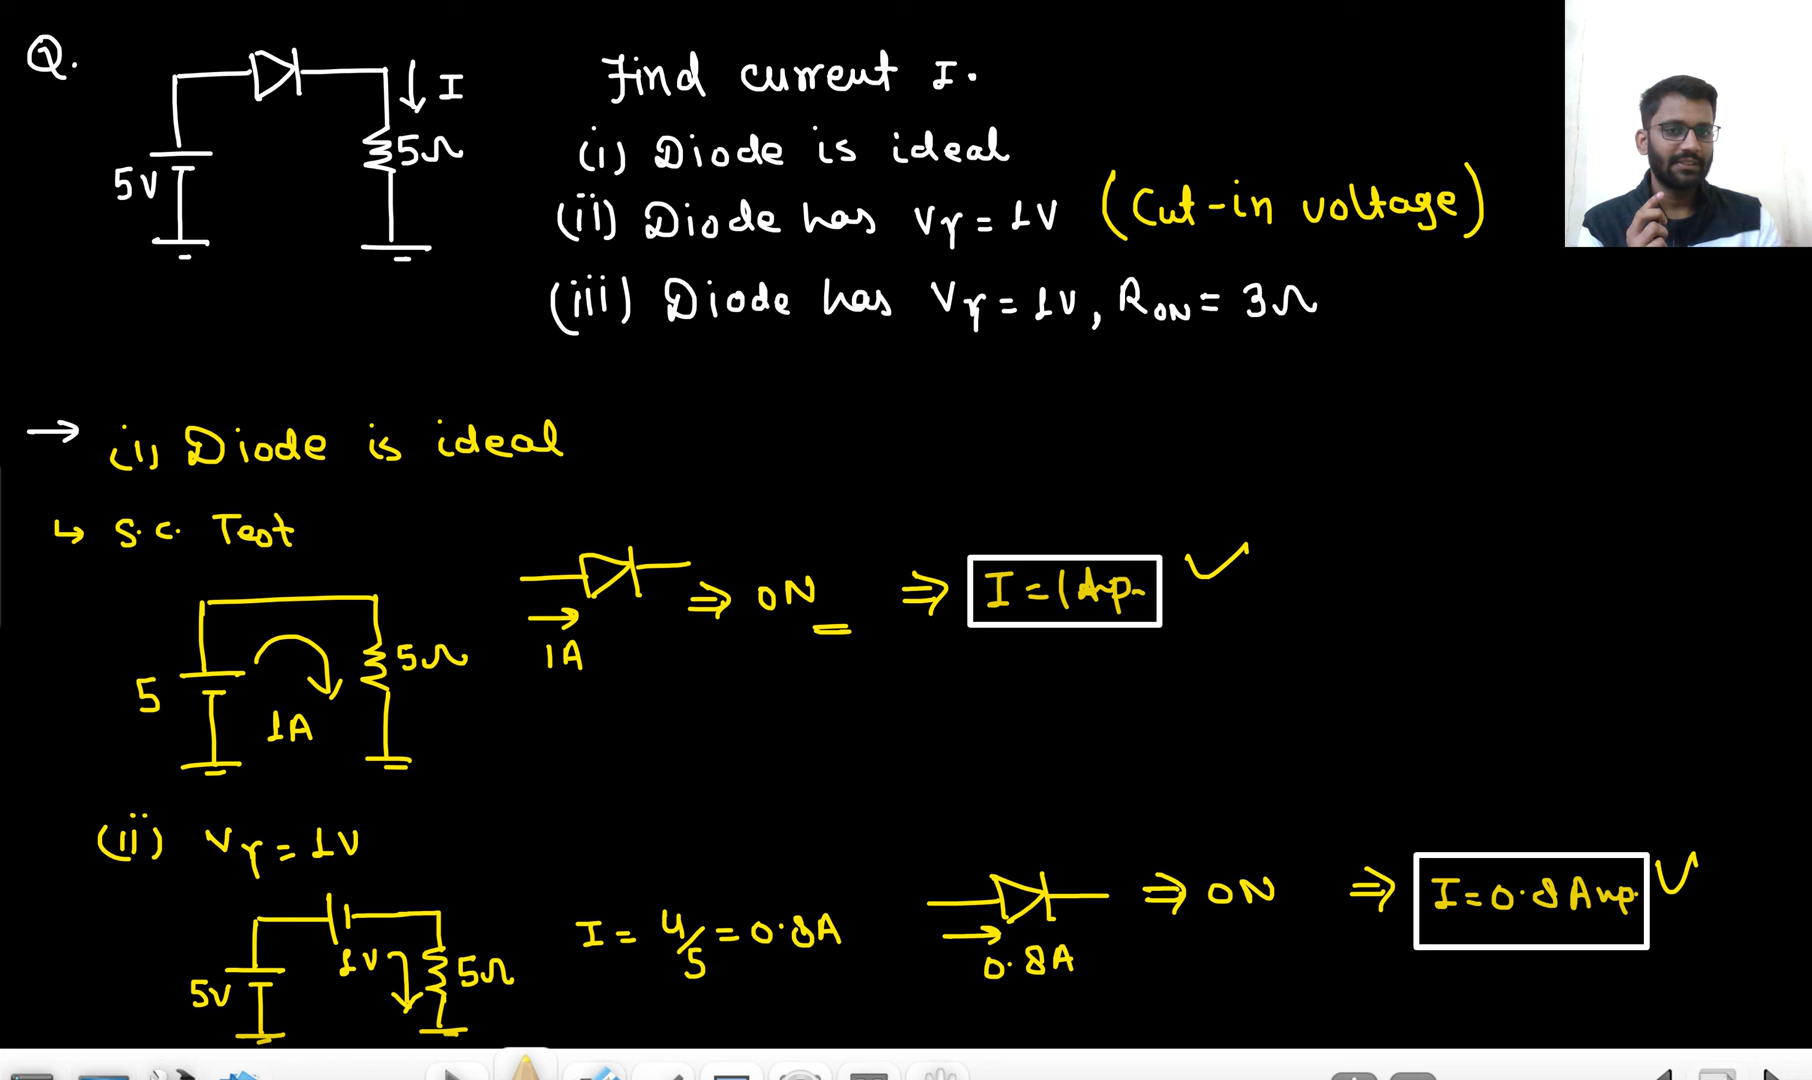 Q.
I
5Ω
5V
Find current I.
(i) Diode is ideal
(ii) Diode has Vγ = 1V (Cut-in voltage)
(iii) Diode has Vγ = 1V, RON = 3Ω
→ (i) Diode is ideal
↳ S.C. Test
⇒ ON ⇒ I = 1 Amp.
1A
5
5Ω
1A
(ii) Vγ = 1V
5V
1V
5Ω
I = 4/5 = 0.8A
0.8A
⇒ ON ⇒ I = 0.8 Amp.